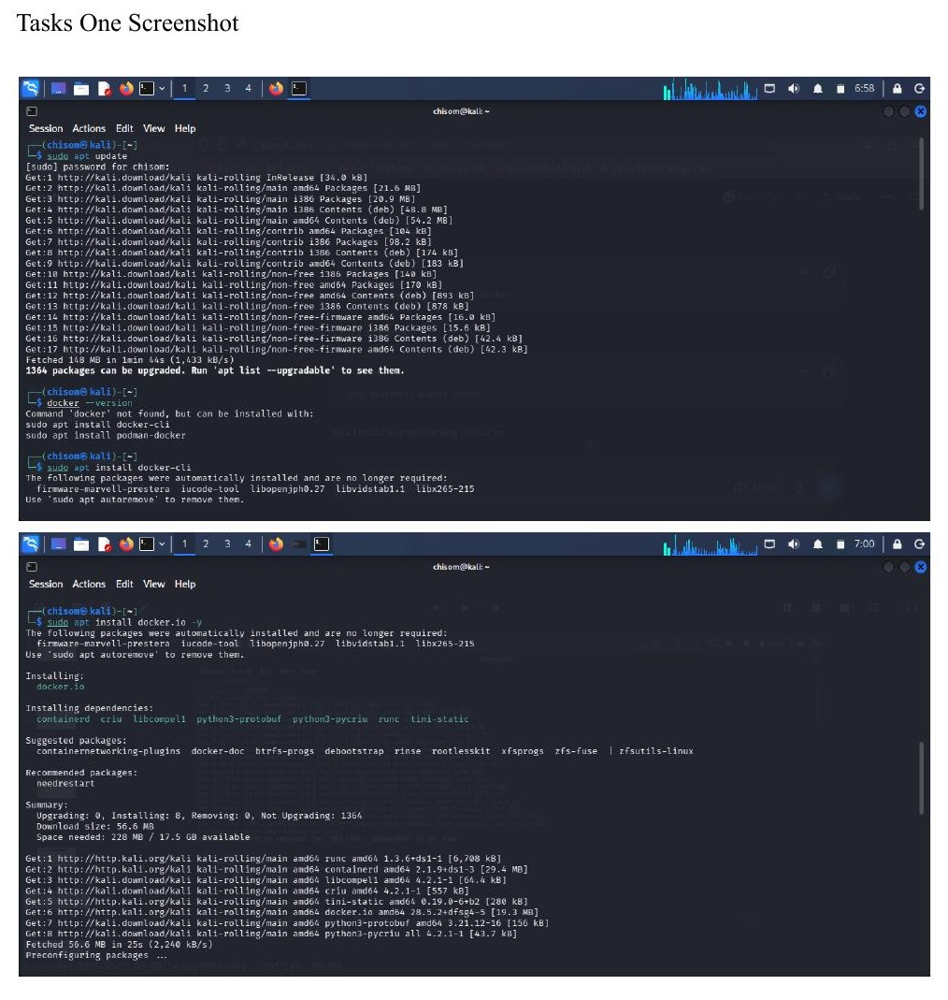 Tasks One Screenshot
1 2 3 4 6:58
chisom@kali: ~
Session Actions Edit View Help
┌──(chisom㉿kali)-[~]
└─$ sudo apt update
[sudo] password for chisom:
Get:1 http://kali.download/kali kali-rolling InRelease [34.0 kB]
Get:2 http://kali.download/kali kali-rolling/main amd64 Packages [21.6 MB]
Get:3 http://kali.download/kali kali-rolling/main i386 Packages [20.9 MB]
Get:4 http://kali.download/kali kali-rolling/main i386 Contents (deb) [48.8 MB]
Get:5 http://kali.download/kali kali-rolling/main amd64 Contents (deb) [54.2 MB]
Get:6 http://kali.download/kali kali-rolling/contrib amd64 Packages [104 kB]
Get:7 http://kali.download/kali kali-rolling/contrib i386 Packages [98.2 kB]
Get:8 http://kali.download/kali kali-rolling/contrib i386 Contents (deb) [174 kB]
Get:9 http://kali.download/kali kali-rolling/contrib amd64 Contents (deb) [183 kB]
Get:10 http://kali.download/kali kali-rolling/non-free i386 Packages [140 kB]
Get:11 http://kali.download/kali kali-rolling/non-free amd64 Packages [170 kB]
Get:12 http://kali.download/kali kali-rolling/non-free amd64 Contents (deb) [893 kB]
Get:13 http://kali.download/kali kali-rolling/non-free i386 Contents (deb) [878 kB]
Get:14 http://kali.download/kali kali-rolling/non-free-firmware amd64 Packages [16.0 kB]
Get:15 http://kali.download/kali kali-rolling/non-free-firmware i386 Packages [15.6 kB]
Get:16 http://kali.download/kali kali-rolling/non-free-firmware i386 Contents (deb) [42.4 kB]
Get:17 http://kali.download/kali kali-rolling/non-free-firmware amd64 Contents (deb) [42.3 kB]
Fetched 148 MB in 1min 44s (1,433 kB/s)
1364 packages can be upgraded. Run 'apt list --upgradable' to see them.
┌──(chisom㉿kali)-[~]
└─$ docker --version
Command 'docker' not found, but can be installed with:
sudo apt install docker-cli
sudo apt install podman-docker
┌──(chisom㉿kali)-[~]
└─$ sudo apt install docker-cli
The following packages were automatically installed and are no longer required:
firmware-marvell-prestera iucode-tool libopenjph0.27 libvidstab1.1 libx265-215
Use 'sudo apt autoremove' to remove them.
1 2 3 4 7:00
chisom@kali: ~
Session Actions Edit View Help
┌──(chisom㉿kali)-[~]
└─$ sudo apt install docker.io -y
The following packages were automatically installed and are no longer required:
firmware-marvell-prestera iucode-tool libopenjph0.27 libvidstab1.1 libx265-215
Use 'sudo apt autoremove' to remove them.
Installing:
docker.io
Installing dependencies:
containerd criu libcompel1 python3-protobuf python3-pycriu runc tini-static
Suggested packages:
containernetworking-plugins docker-doc btrfs-progs debootstrap rinse rootlesskit xfsprogs zfs-fuse | zfsutils-linux
Recommended packages:
needrestart
Summary:
Upgrading: 0, Installing: 8, Removing: 0, Not Upgrading: 1364
Download size: 56.6 MB
Space needed: 228 MB / 17.5 GB available
Get:1 http://http.kali.org/kali kali-rolling/main amd64 runc amd64 1.3.6+ds1-1 [6,708 kB]
Get:2 http://http.kali.org/kali kali-rolling/main amd64 containerd amd64 2.1.9+ds1-3 [29.4 MB]
Get:3 http://http.kali.org/kali kali-rolling/main amd64 libcompel1 amd64 4.2.1-1 [64.4 kB]
Get:4 http://http.kali.org/kali kali-rolling/main amd64 criu amd64 4.2.1-1 [557 kB]
Get:5 http://http.kali.org/kali kali-rolling/main amd64 tini-static amd64 0.19.0-6+b2 [280 kB]
Get:6 http://http.kali.org/kali kali-rolling/main amd64 docker.io amd64 28.5.2+dfsg4-5 [19.3 MB]
Get:7 http://kali.download/kali kali-rolling/main amd64 python3-protobuf amd64 3.21.12-16 [156 kB]
Get:8 http://kali.download/kali kali-rolling/main amd64 python3-pycriu all 4.2.1-1 [43.7 kB]
Fetched 56.6 MB in 25s (2,240 kB/s)
Preconfiguring packages ...